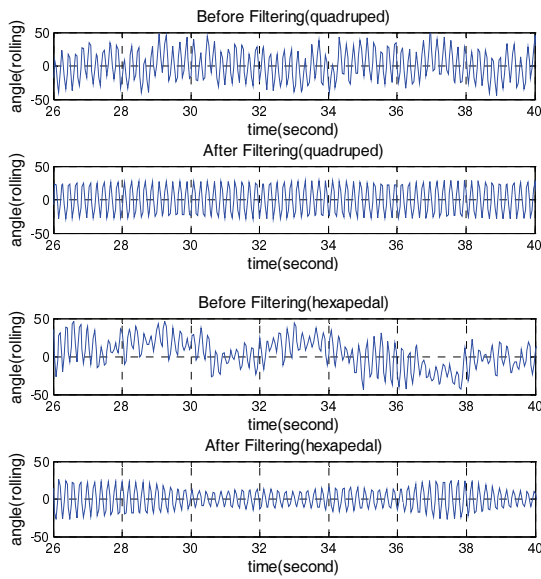 Before Filtering(quadruped)
50
0
-50
angle(rolling)
26 28 30 32 34 36 38 40
time(second)
After Filtering(quadruped)
50
0
-50
angle(rolling)
26 28 30 32 34 36 38 40
time(second)
Before Filtering(hexapedal)
50
0
-50
angle(rolling)
26 28 30 32 34 36 38 40
time(second)
After Filtering(hexapedal)
50
0
-50
angle(rolling)
26 28 30 32 34 36 38 40
time(second)